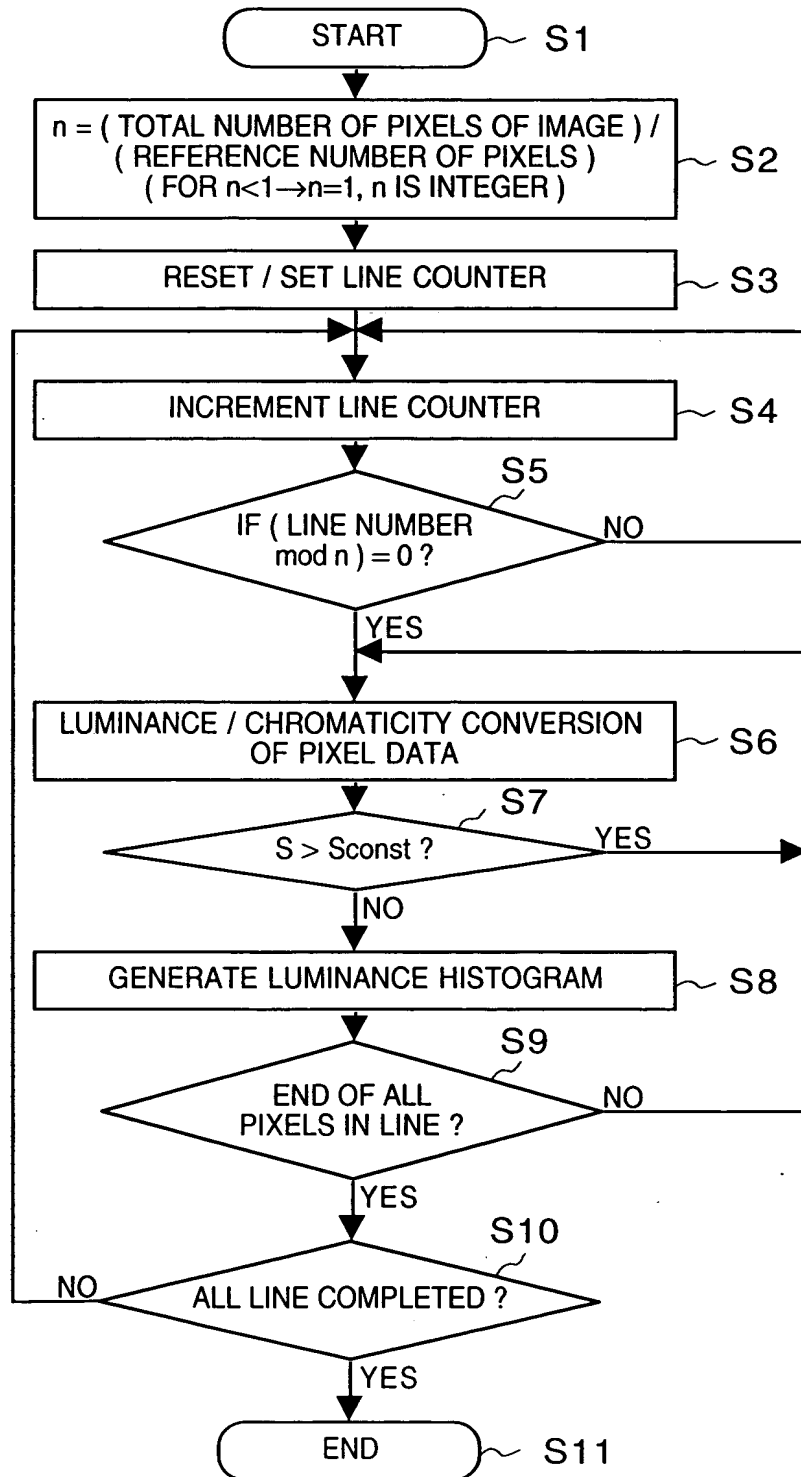 START
S1
n = ( TOTAL NUMBER OF PIXELS OF IMAGE ) /
( REFERENCE NUMBER OF PIXELS )
( FOR n<1→n=1, n IS INTEGER )
S2
RESET / SET LINE COUNTER
S3
INCREMENT LINE COUNTER
S4
S5
IF ( LINE NUMBER
mod n ) = 0 ?
NO
YES
LUMINANCE / CHROMATICITY CONVERSION
OF PIXEL DATA
S6
S7
S > Sconst ?
YES
NO
GENERATE LUMINANCE HISTOGRAM
S8
S9
END OF ALL
PIXELS IN LINE ?
NO
YES
S10
NO
ALL LINE COMPLETED ?
YES
END
S11